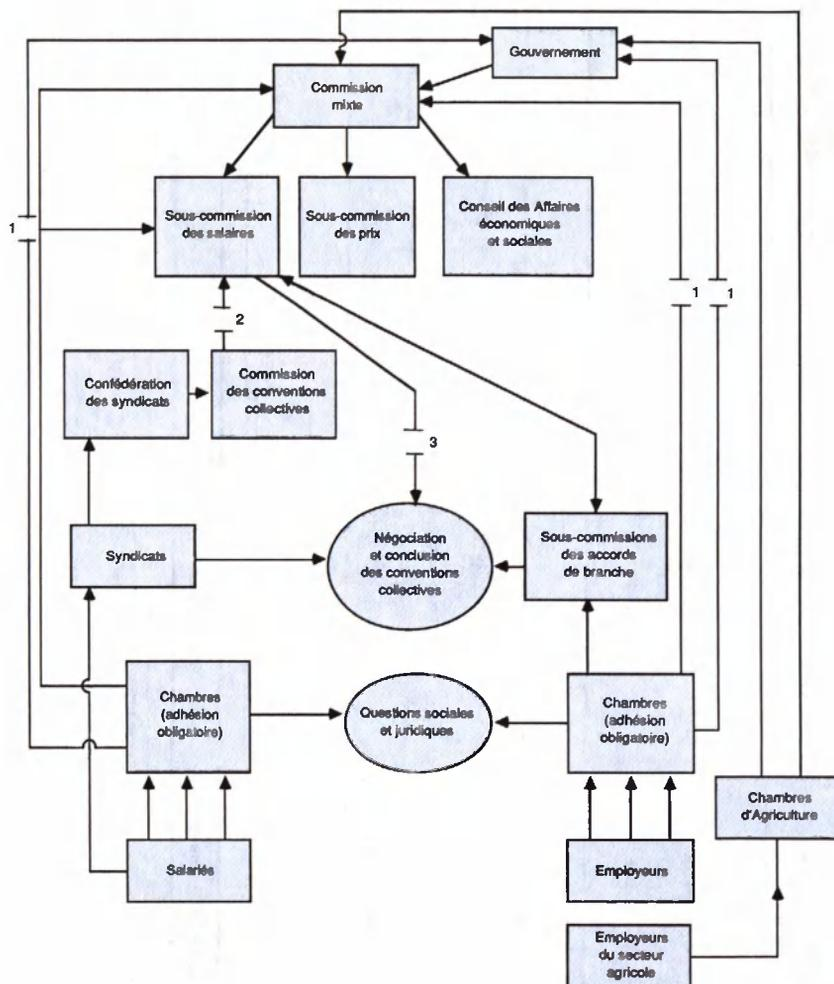 Gouvernement
Commission
mixte
Sous-commission
des salaires
Sous-commission
des prix
Conseil des Affaires
économiques
et sociales
1
1
1
2
Confédération
des syndicats
Commission
des conventions
collectives
3
Syndicats
Négociation
et conclusion
des conventions
collectives
Sous-commissions
des accords
de branche
Chambres
(adhésion
obligatoire)
Questions sociales
et juridiques
Chambres
(adhésion
obligatoire)
Chambres
d'Agriculture
Salariés
Employeurs
Employeurs
du secteur
agricole